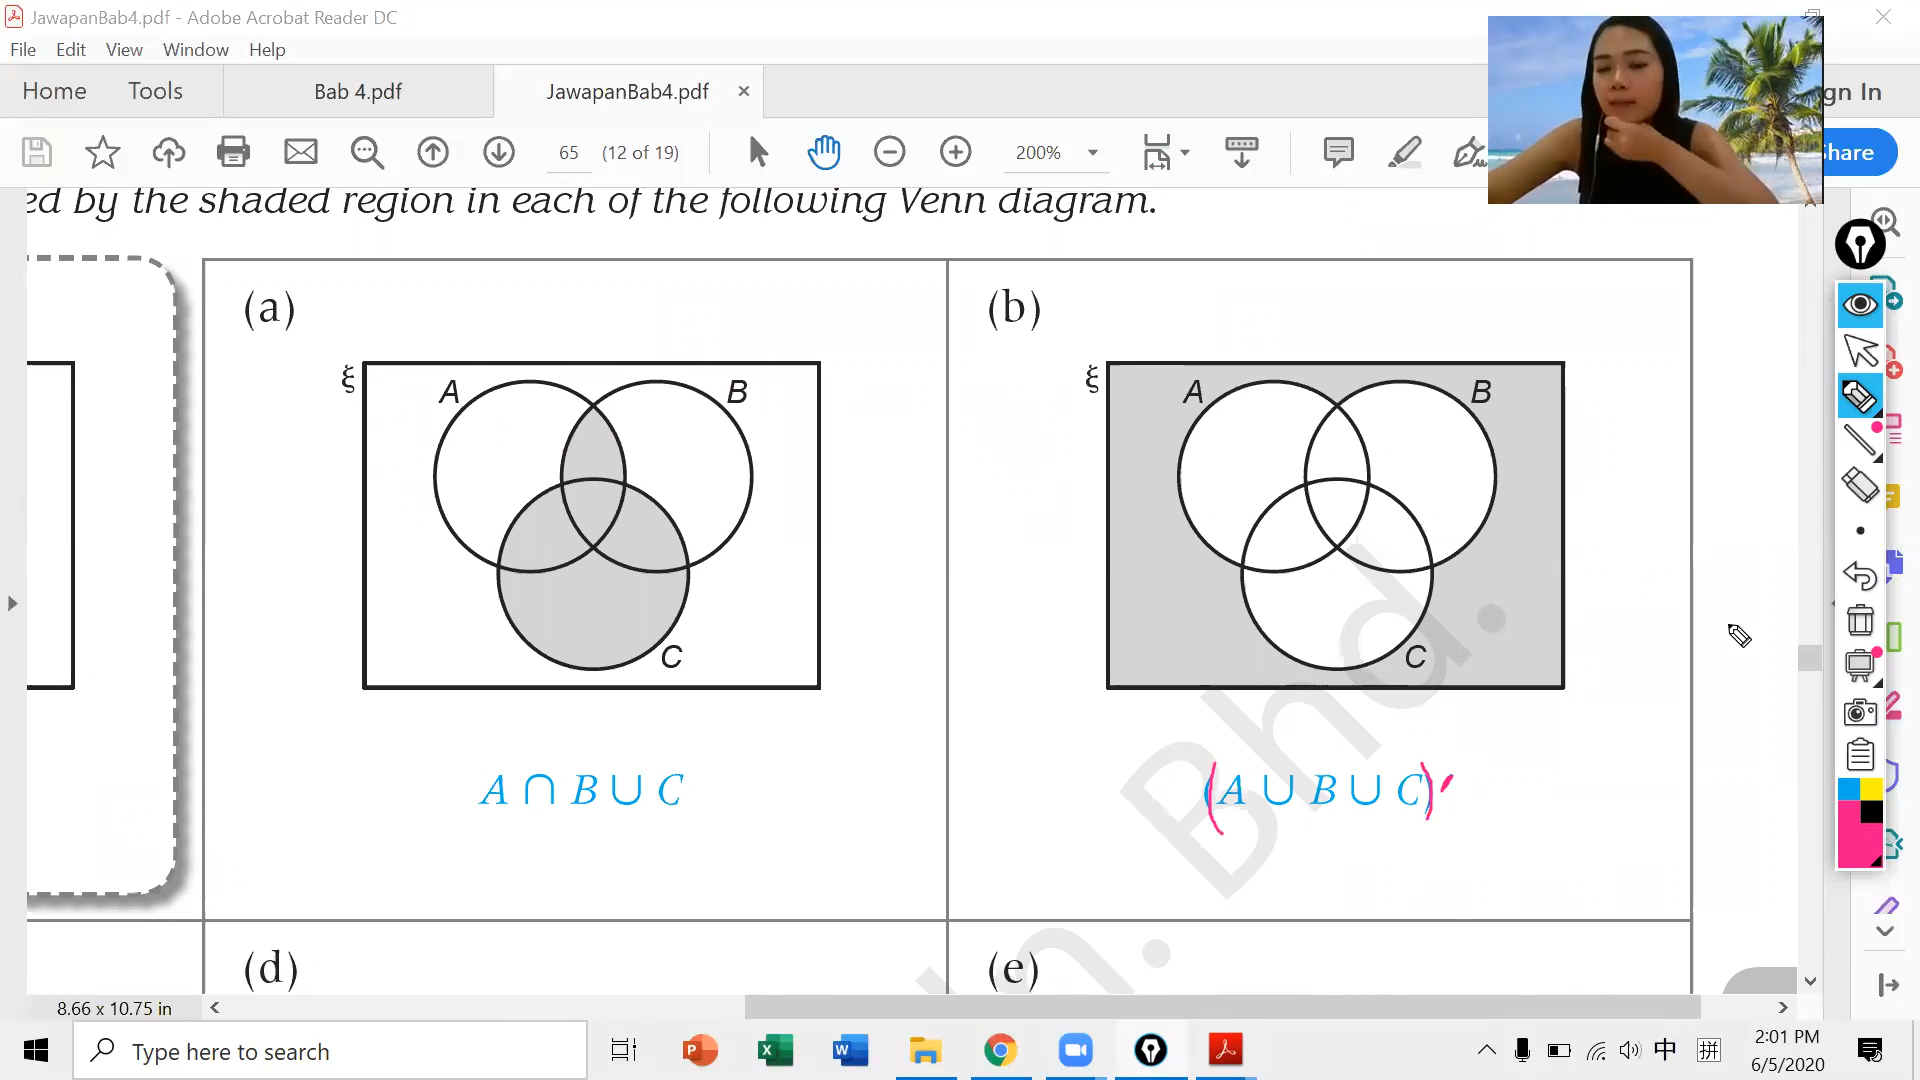 JawapanBab4.pdf - Adobe Acrobat Reader DC
File Edit View Window Help
Home Tools Bab 4.pdf JawapanBab4.pdf × gn In
65 (12 of 19) 200% hare
ed by the shaded region in each of the following Venn diagram.
(a) (b)
ξ A B C
ξ A B C
A ∩ B ∪ C
(A ∪ B ∪ C)′
(d) (e)
n. Bhd.
8.66 x 10.75 in
Type here to search
中 拼
2:01 PM
6/5/2020